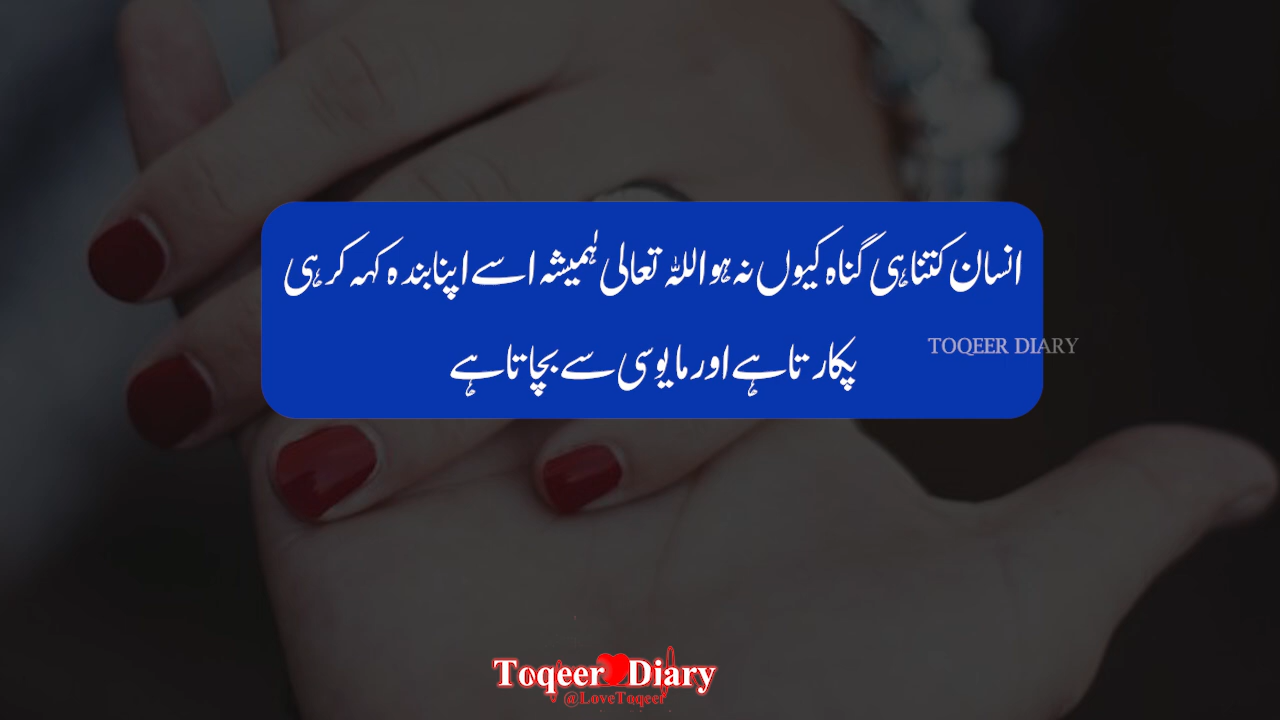 انسان کتنا ہی گناہ کیوں نہ ہو اللہ تعالیٰ ہمیشہ اسے اپنا بندہ کہہ کر ہی
پکارتا ہے اور مایوسی سے بچاتا ہے
TOQEER DIARY
Toqeer Diary
@LoveToqeer